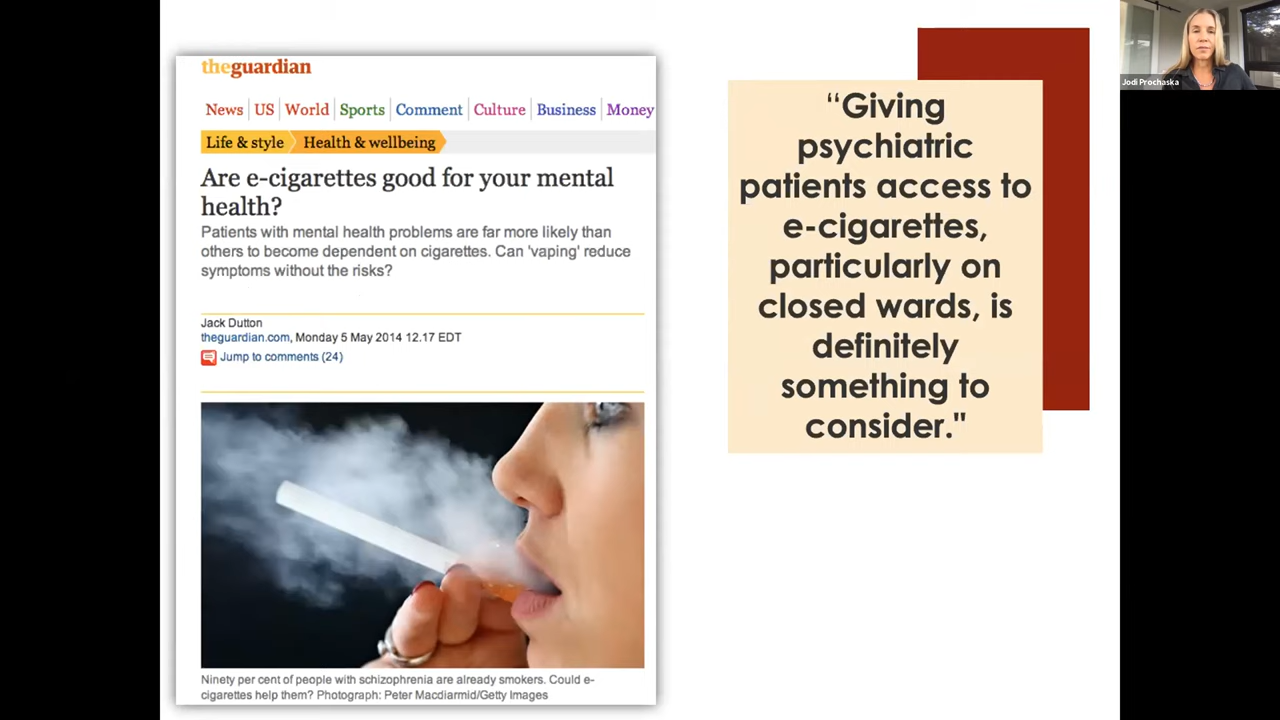 theguardian
News US World Sports Comment Culture Business Money
Life & style Health & wellbeing
Are e-cigarettes good for your mental
health?
Patients with mental health problems are far more likely than
others to become dependent on cigarettes. Can 'vaping' reduce
symptoms without the risks?
Jack Dutton
theguardian.com, Monday 5 May 2014 12.17 EDT
Jump to comments (24)
Ninety per cent of people with schizophrenia are already smokers. Could e-
cigarettes help them? Photograph: Peter Macdiarmid/Getty Images
“Giving
psychiatric
patients access to
e-cigarettes,
particularly on
closed wards, is
definitely
something to
consider."
Jodi Prochaska